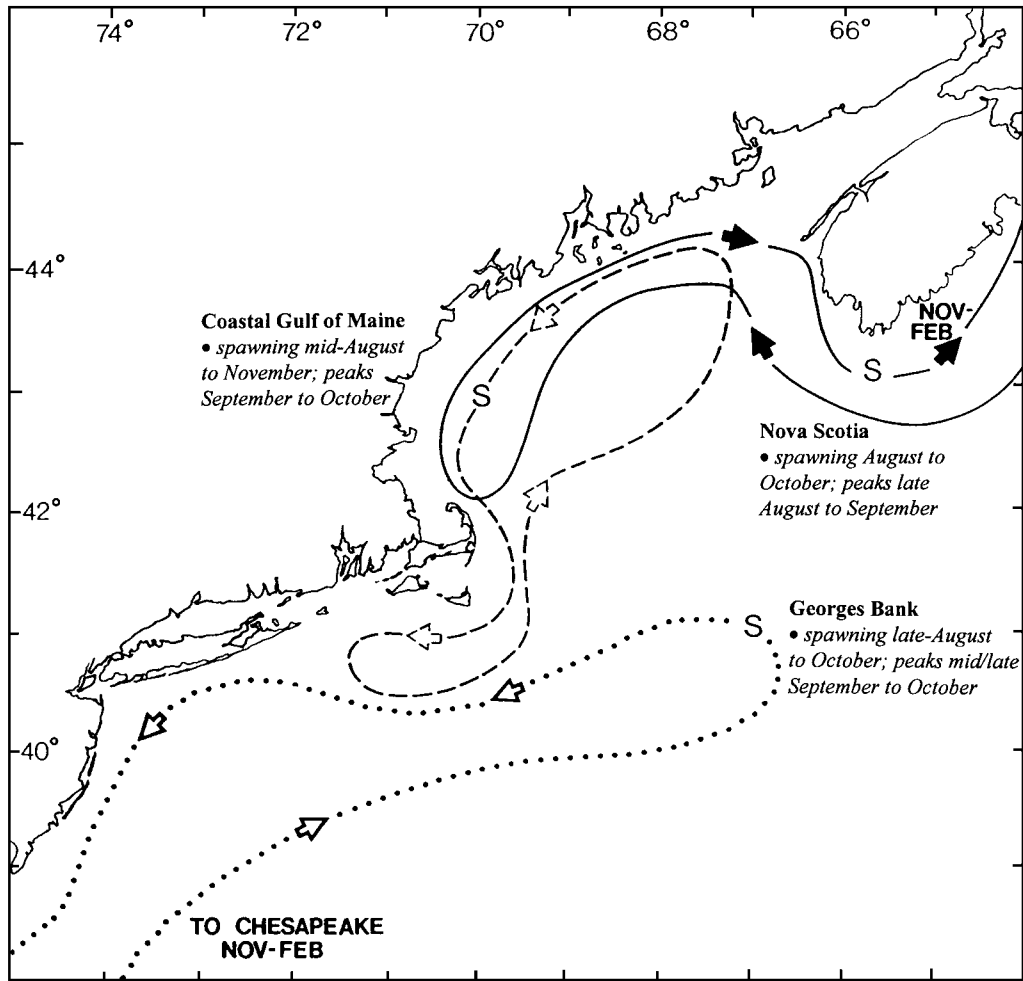 74° 72° 70° 68° 66°
44°
Coastal Gulf of Maine
• spawning mid-August
to November; peaks
September to October
NOV-
FEB
S
S
Nova Scotia
• spawning August to
October; peaks late
August to September
42°
Georges Bank
• spawning late-August
to October; peaks mid/late
September to October
S
40°
TO CHESAPEAKE
NOV-FEB